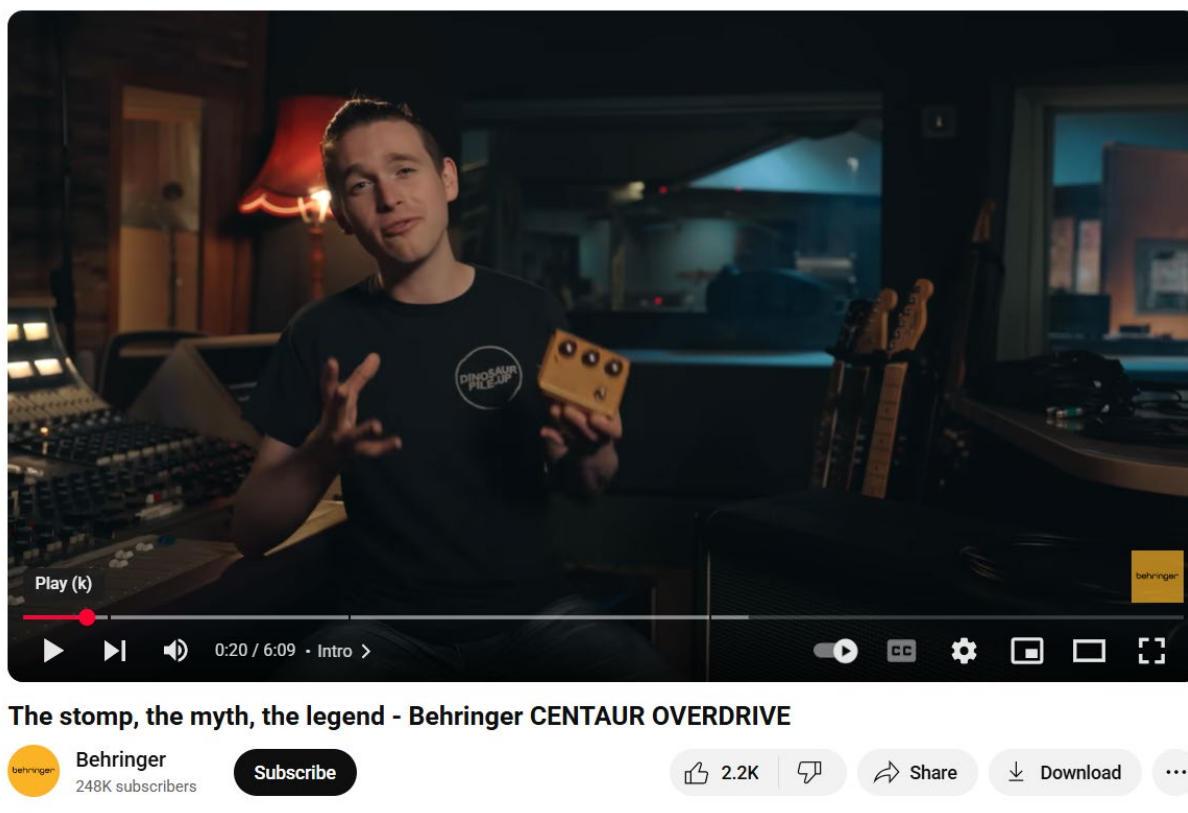 DINOSAUR
PILE-UP
behringer
Play (k)
0:20 / 6:09 • Intro >
CC
The stomp, the myth, the legend - Behringer CENTAUR OVERDRIVE
behringer
Behringer
248K subscribers
Subscribe
2.2K
Share
Download
...